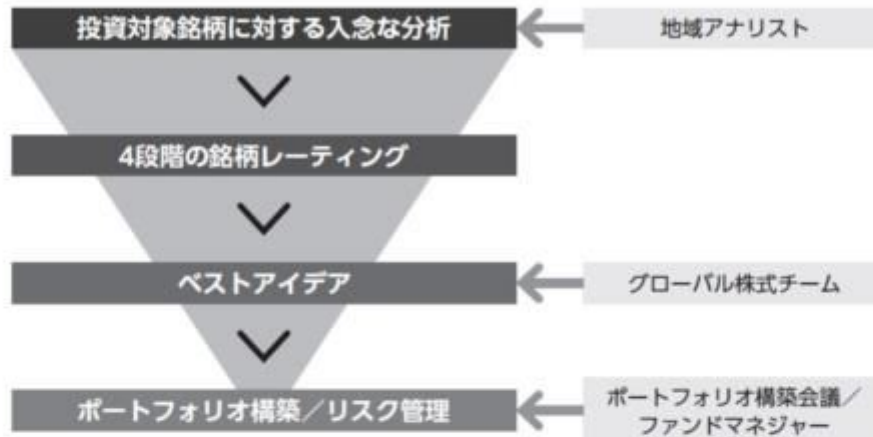 投資対象銘柄に対する入念な分析
地域アナリスト
4段階の銘柄レーティング
ベストアイデア
グローバル株式チーム
ポートフォリオ構築／リスク管理
ポートフォリオ構築会議／
ファンドマネジャー